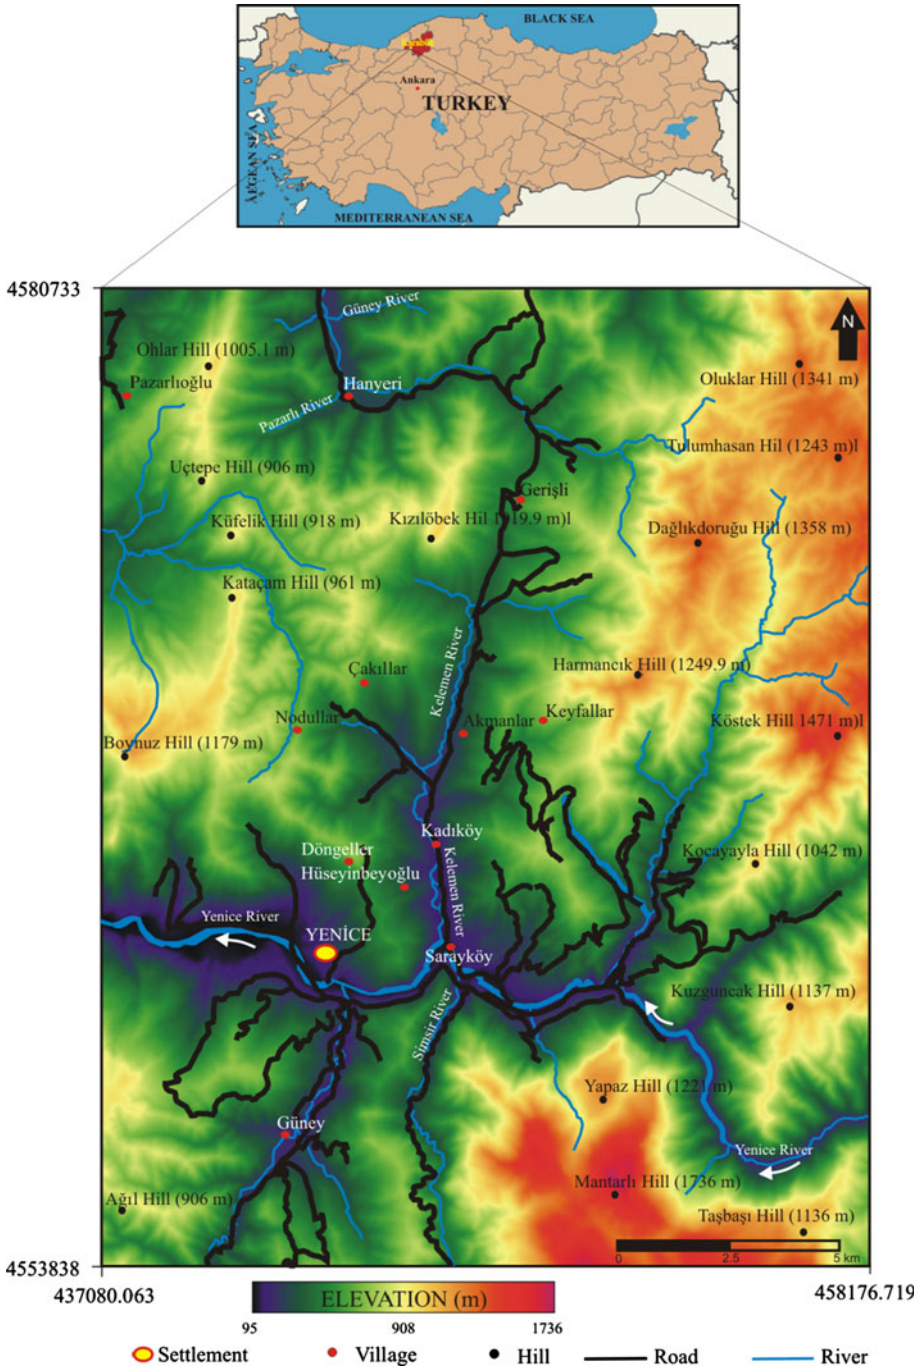 BLACK SEA
Ankara
TURKEY
AEGEAN SEA
MEDITERRANEAN SEA
4580733
N
Güney River
Ohlar Hill (1005.1 m)
Pazarlıoğlu
Hanyeri
Oluklar Hill (1341 m)
Pazarlı River
Tulumhasan Hil (1243 m)l
Uçtepe Hill (906 m)
Gerişli
Küfelik Hill (918 m)
Kızılöbek Hil 1019.9 m)l
Dağlıkdoruğu Hill (1358 m)
Kataçam Hill (961 m)
Kelemen River
Çakıllar
Harmancık Hill (1249.9 m)
Nodullar
Akmanlar
Keyfallar
Köstek Hill 1471 m)l
Boynuz Hill (1179 m)
Kadıköy
Döngeller
Hüseyinbeyoğlu
Kelemen River
Kocayayla Hill (1042 m)
Yenice River
YENİCE
Sarayköy
Kuzguncak Hill (1137 m)
Simsir River
Yapaz Hill (1221 m)
Güney
Yenice River
Mantarlı Hill (1736 m)
Ağıl Hill (906 m)
Taşbaşı Hill (1136 m)
0 2.5 5 km
4553838
437080.063
458176.719
ELEVATION (m)
95 908 1736
Settlement Village Hill Road River